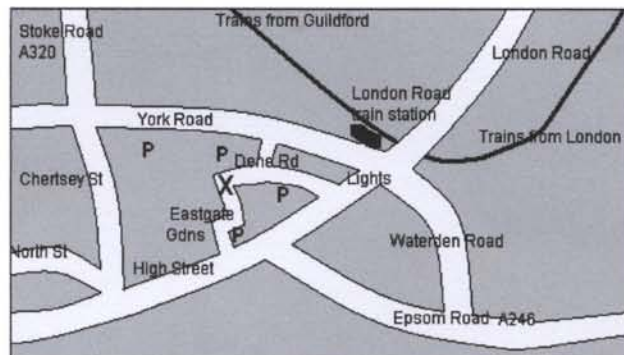 Trains from Guildford
Stoke Road
A320
London Road
London Road
train station
York Road
Trains from London
P
P
Dene Rd
Chertsey St
Lights
X
P
Eastgate
Gdns
P
North St
Waterden Road
High Street
Epsom Road A246